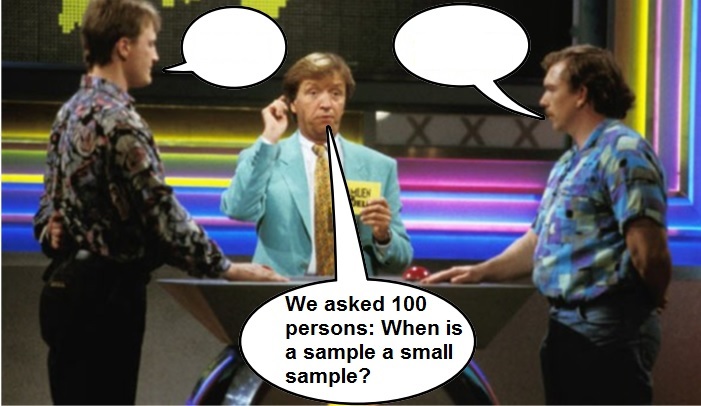 X X X
We asked 100
persons: When is
a sample a small
sample?